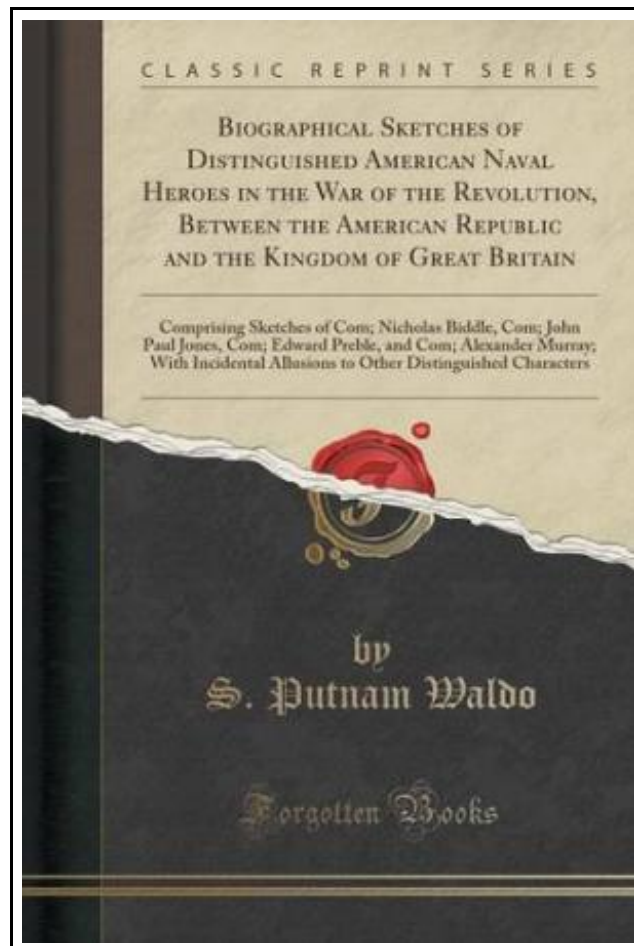 CLASSIC REPRINT SERIES
BIOGRAPHICAL SKETCHES OF
DISTINGUISHED AMERICAN NAVAL
HEROES IN THE WAR OF THE REVOLUTION,
BETWEEN THE AMERICAN REPUBLIC
AND THE KINGDOM OF GREAT BRITAIN
Comprising Sketches of Com; Nicholas Biddle, Com; John
Paul Jones, Com; Edward Preble, and Com; Alexander Murray;
With Incidental Allusions to Other Distinguished Characters
by
S. Putnam Waldo
Forgotten Books